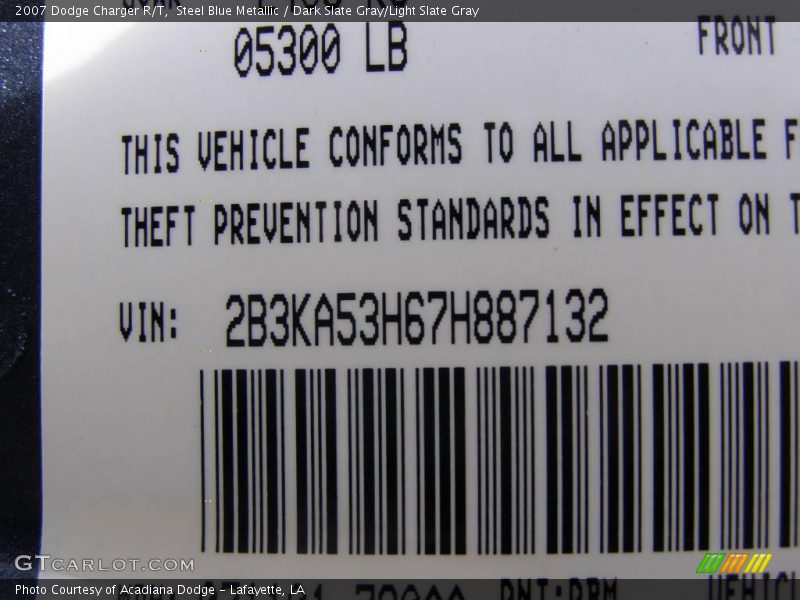 2007 Dodge Charger R/T, Steel Blue Metallic / Dark Slate Gray/Light Slate Gray
05300 LB
FRONT
THIS VEHICLE CONFORMS TO ALL APPLICABLE F
THEFT PREVENTION STANDARDS IN EFFECT ON T
VIN: 2B3KA53H67H887132
GTCARLOT.COM
Photo Courtesy of Acadiana Dodge - Lafayette, LA